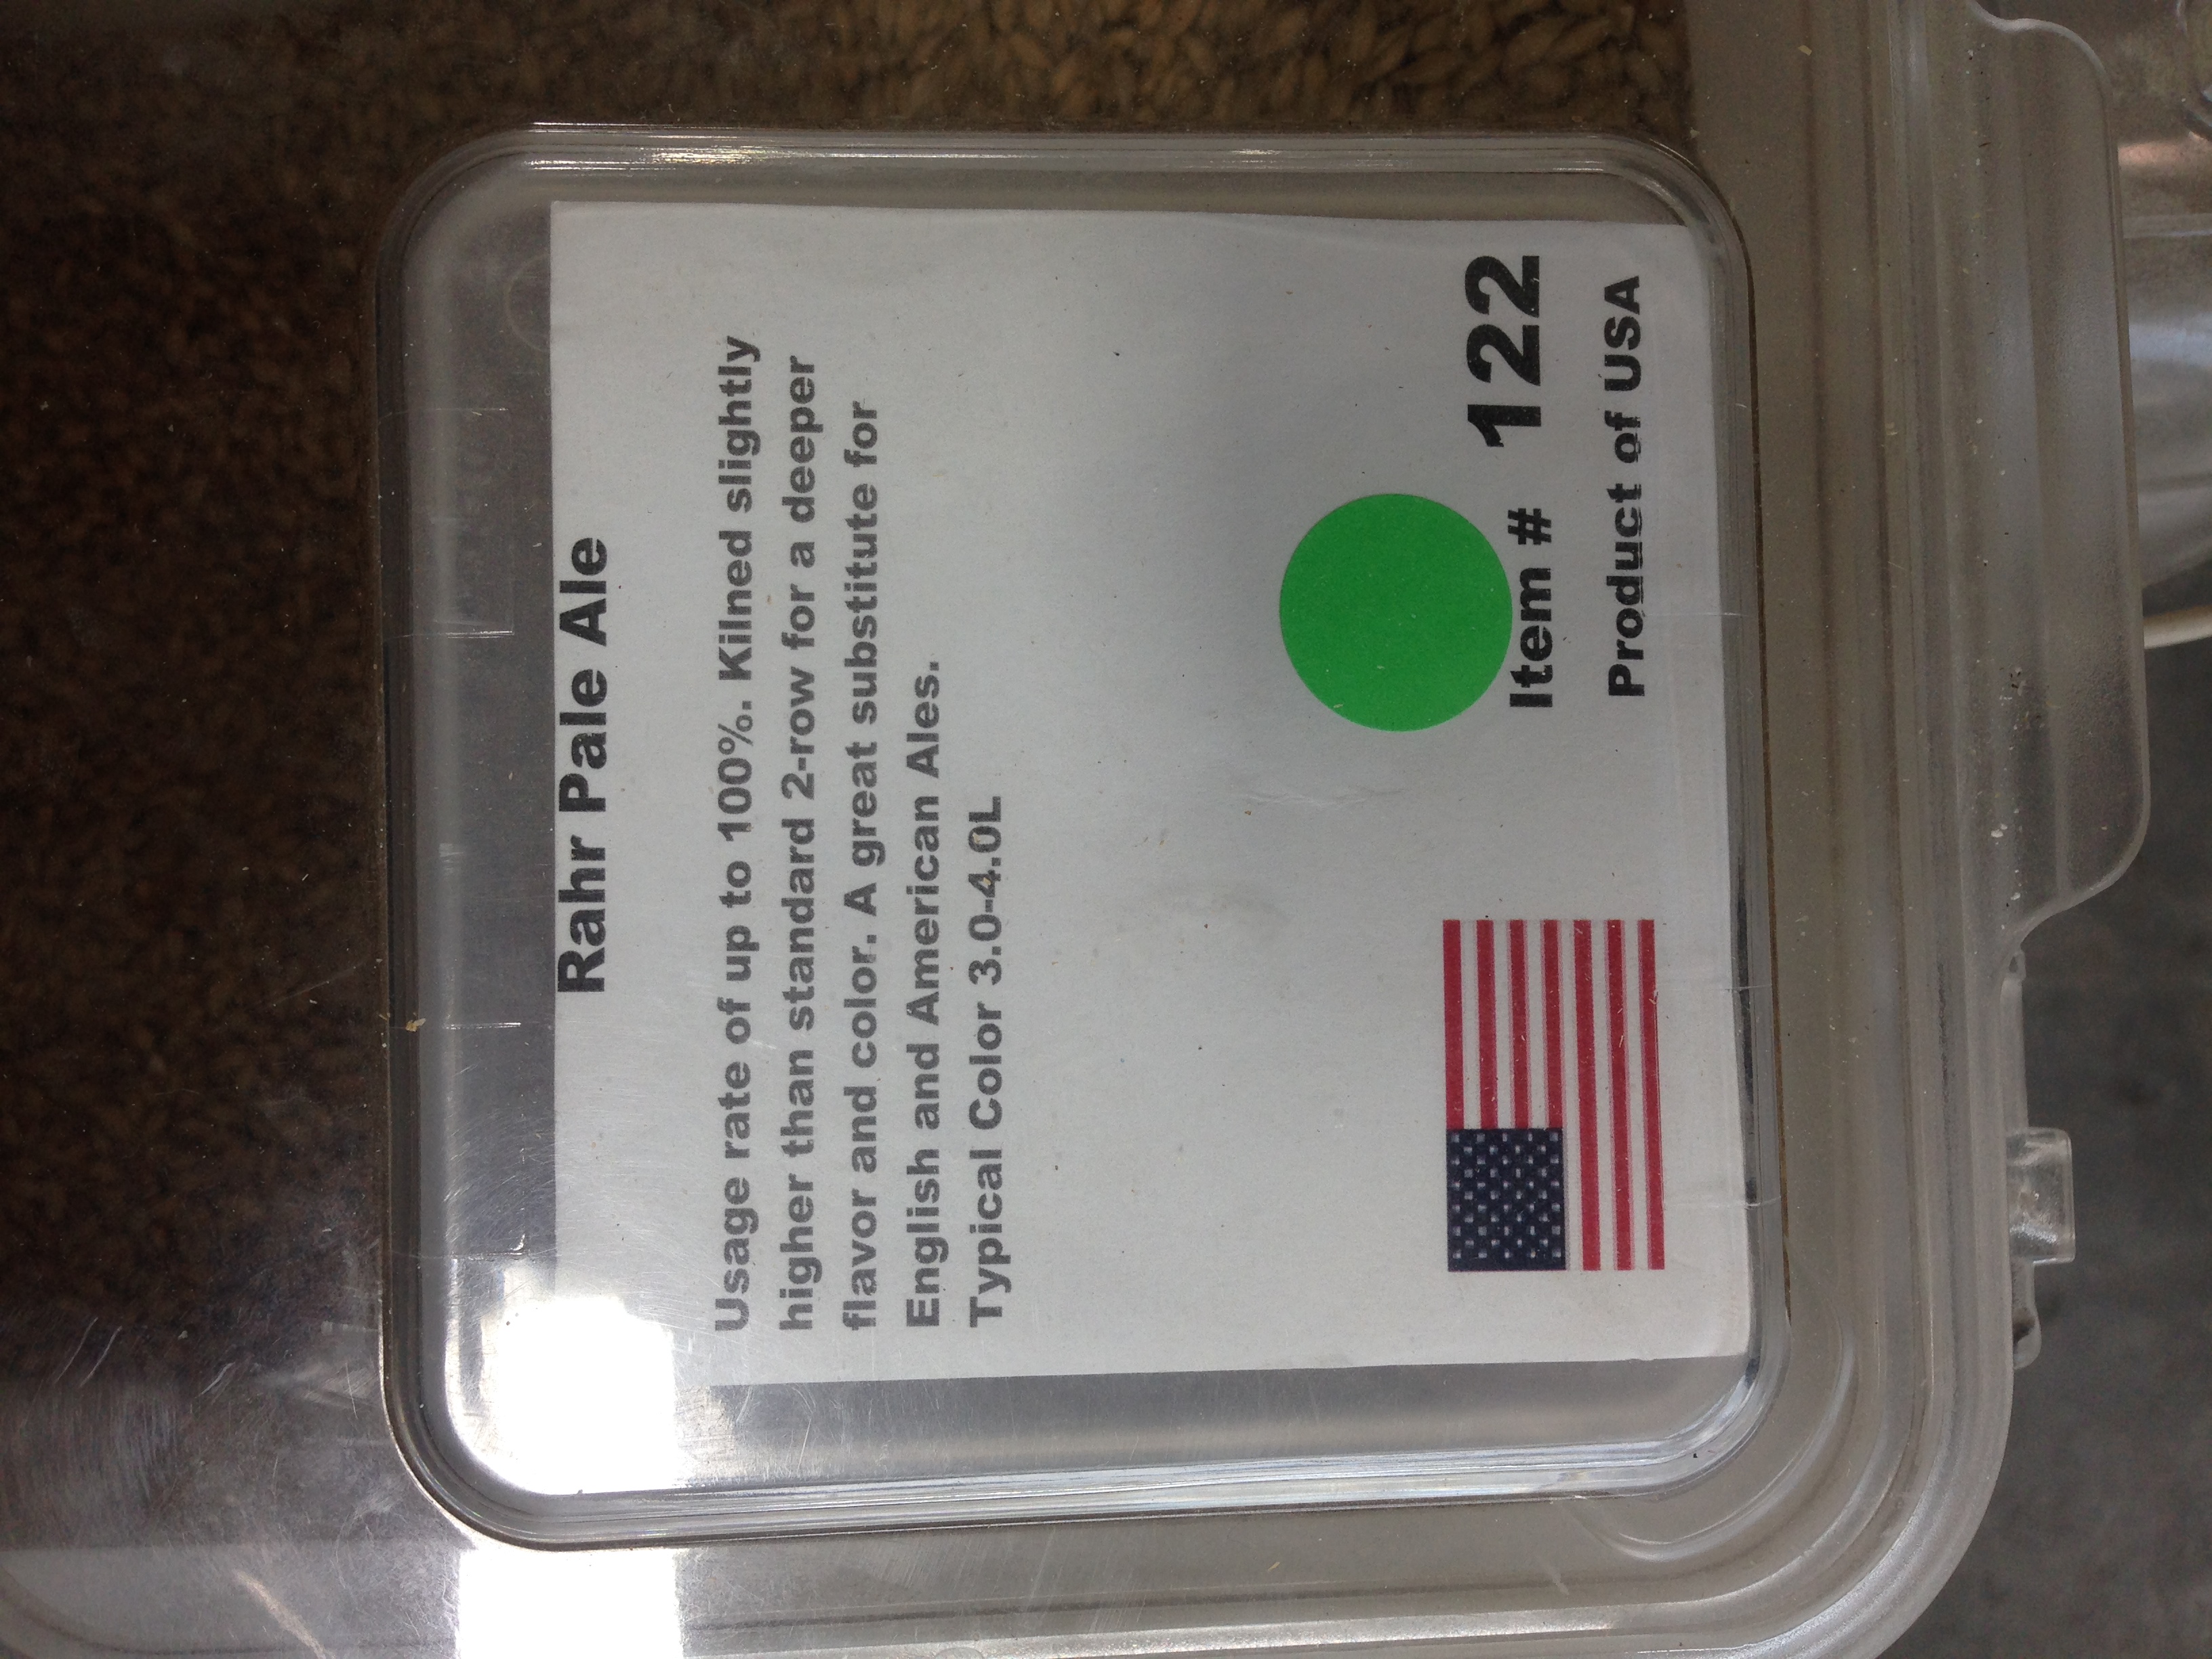 Rahr Pale Ale
Usage rate of up to 100%. Kilned slightly
higher than standard 2-row for a deeper
flavor and color. A great substitute for
English and American Ales.
Typical Color 3.0-4.0L
Item # 122
Product of USA